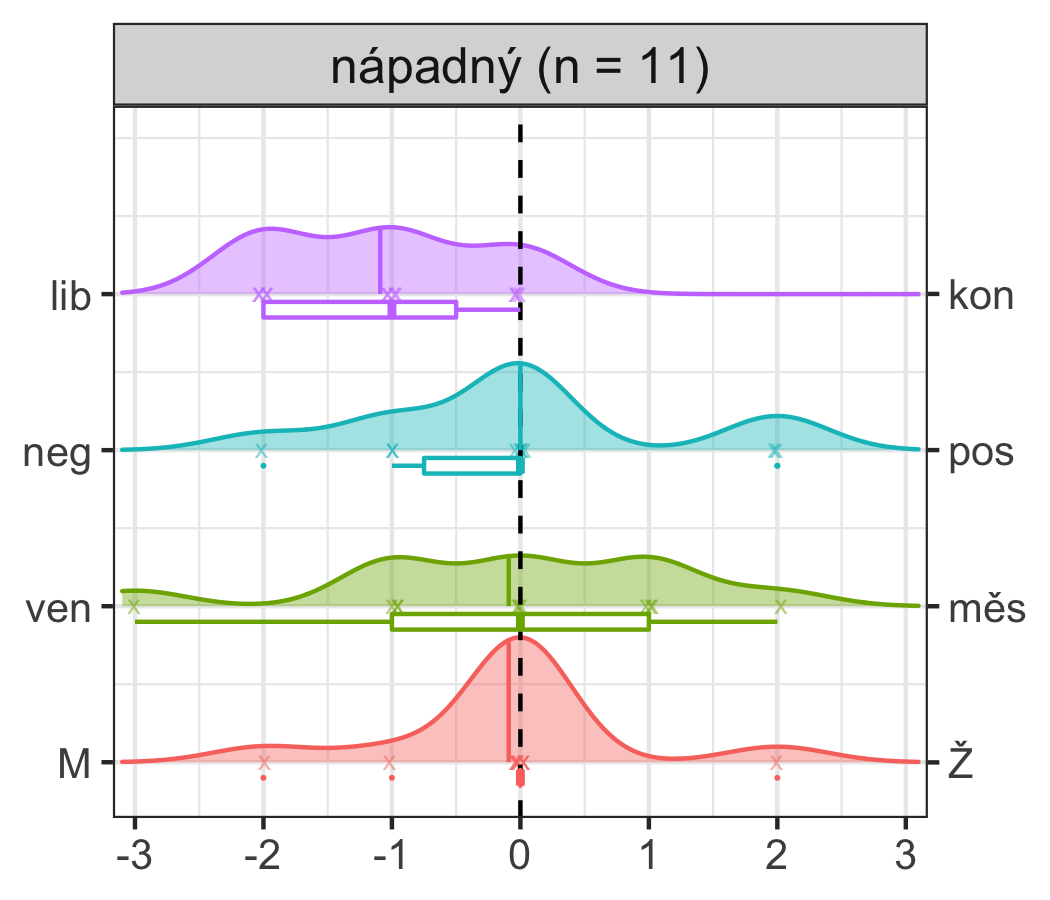 nápadný (n = 11)
lib kon
neg pos
ven měs
M Ž
-3 -2 -1 0 1 2 3